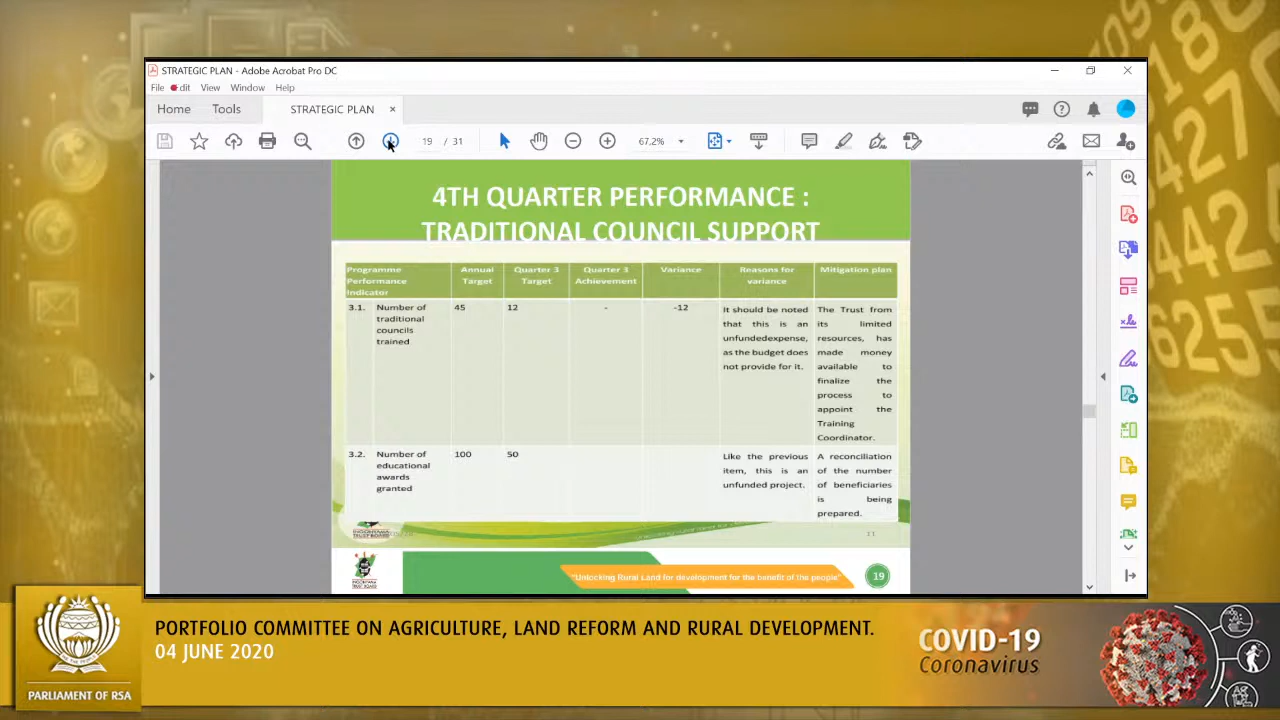 STRATEGIC PLAN - Adobe Acrobat Pro DC
File Edit View Window Help
Home Tools STRATEGIC PLAN ×
19 / 31 67,2%
4TH QUARTER PERFORMANCE :
TRADITIONAL COUNCIL SUPPORT
Programme Performance Indicator
Annual Target
Quarter 3 Target
Quarter 3 Achievement
Variance
Reasons for variance
Mitigation plan
3.1. Number of traditional councils trained
45
12
-
-12
It should be noted
that this is an
unfundedexpense,
as the budget does
not provide for it.
The Trust from
its limited
resources, has
made money
available to
finalize the
process to
appoint the
Training
Coordinator.
3.2. Number of educational awards granted
100
50
Like the previous
item, this is an
unfunded project.
A reconciliation
of the number
of beneficiaries
is being
prepared.
11
"Unlocking Rural Land for development for the benefit of the people"
19
PORTFOLIO COMMITTEE ON AGRICULTURE, LAND REFORM AND RURAL DEVELOPMENT.
04 JUNE 2020
PARLIAMENT OF RSA
COVID-19
Coronavirus